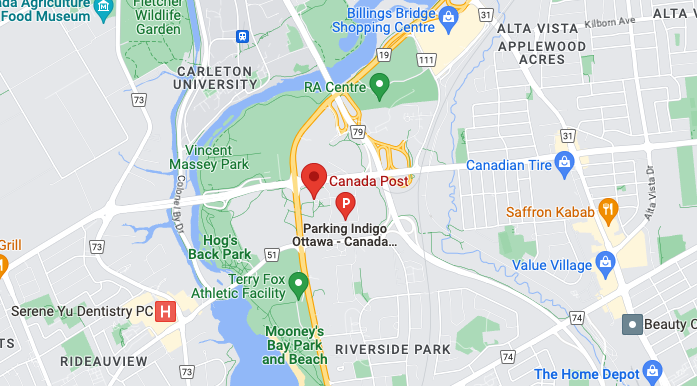 da Agriculture
Food Museum
Fletcher
Wildlife
Garden
Billings Bridge
Shopping Centre
31
ALTA VISTA
Kilborn Ave
APPLEWOOD
ACRES
CARLETON
UNIVERSITY
111
RA Centre
73
79
31
Vincent
Massey Park
Canadian Tire
Canada Post
Colonel By Dr
Alta Vista Dr
P
Saffron Kabab
Parking Indigo
Ottawa - Canada...
73
Grill
Hog's
Back Park
51
Value Village
Terry Fox
Athletic Facility
Serene Yu Dentistry PC
H
74
Beauty C
Mooney's
Bay Park
and Beach
TS
RIDEAUVIEW
RIVERSIDE PARK
74
73
The Home Depot